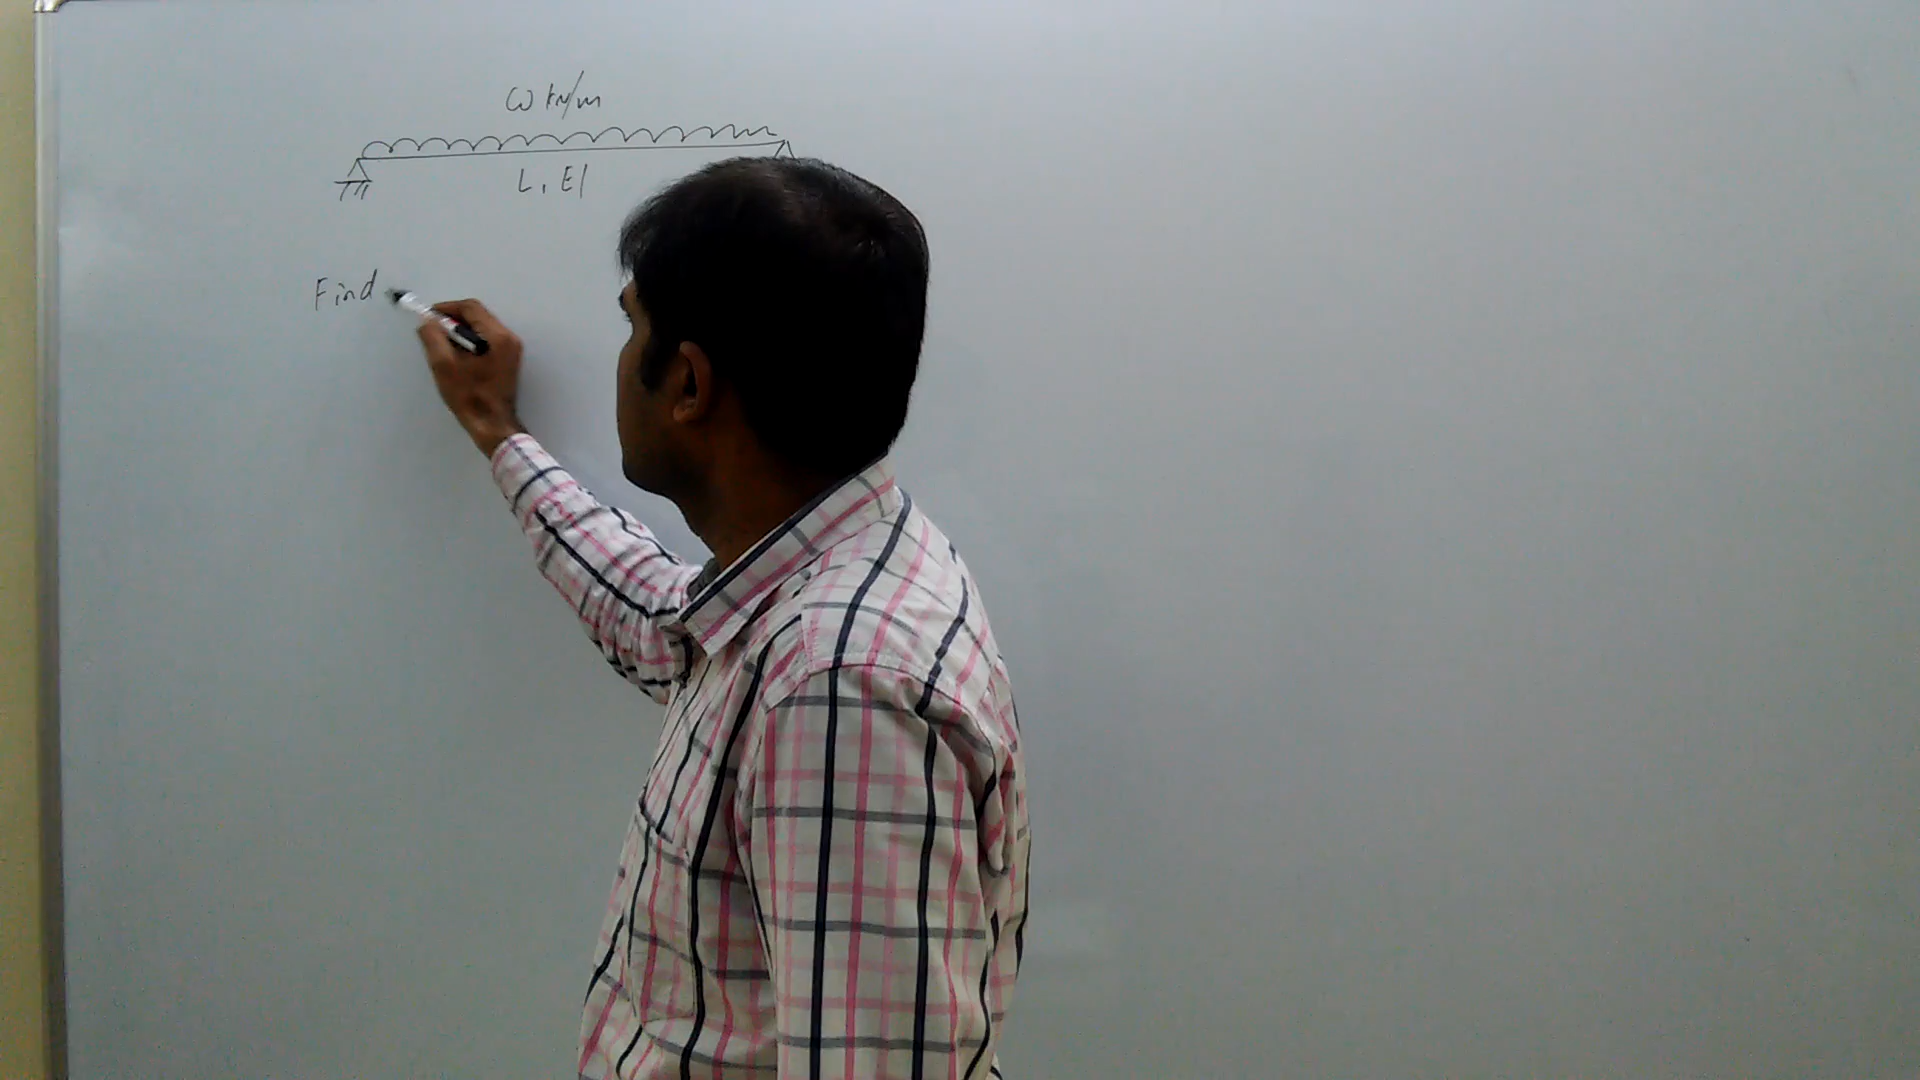 ω kN/m
L, EI
Find